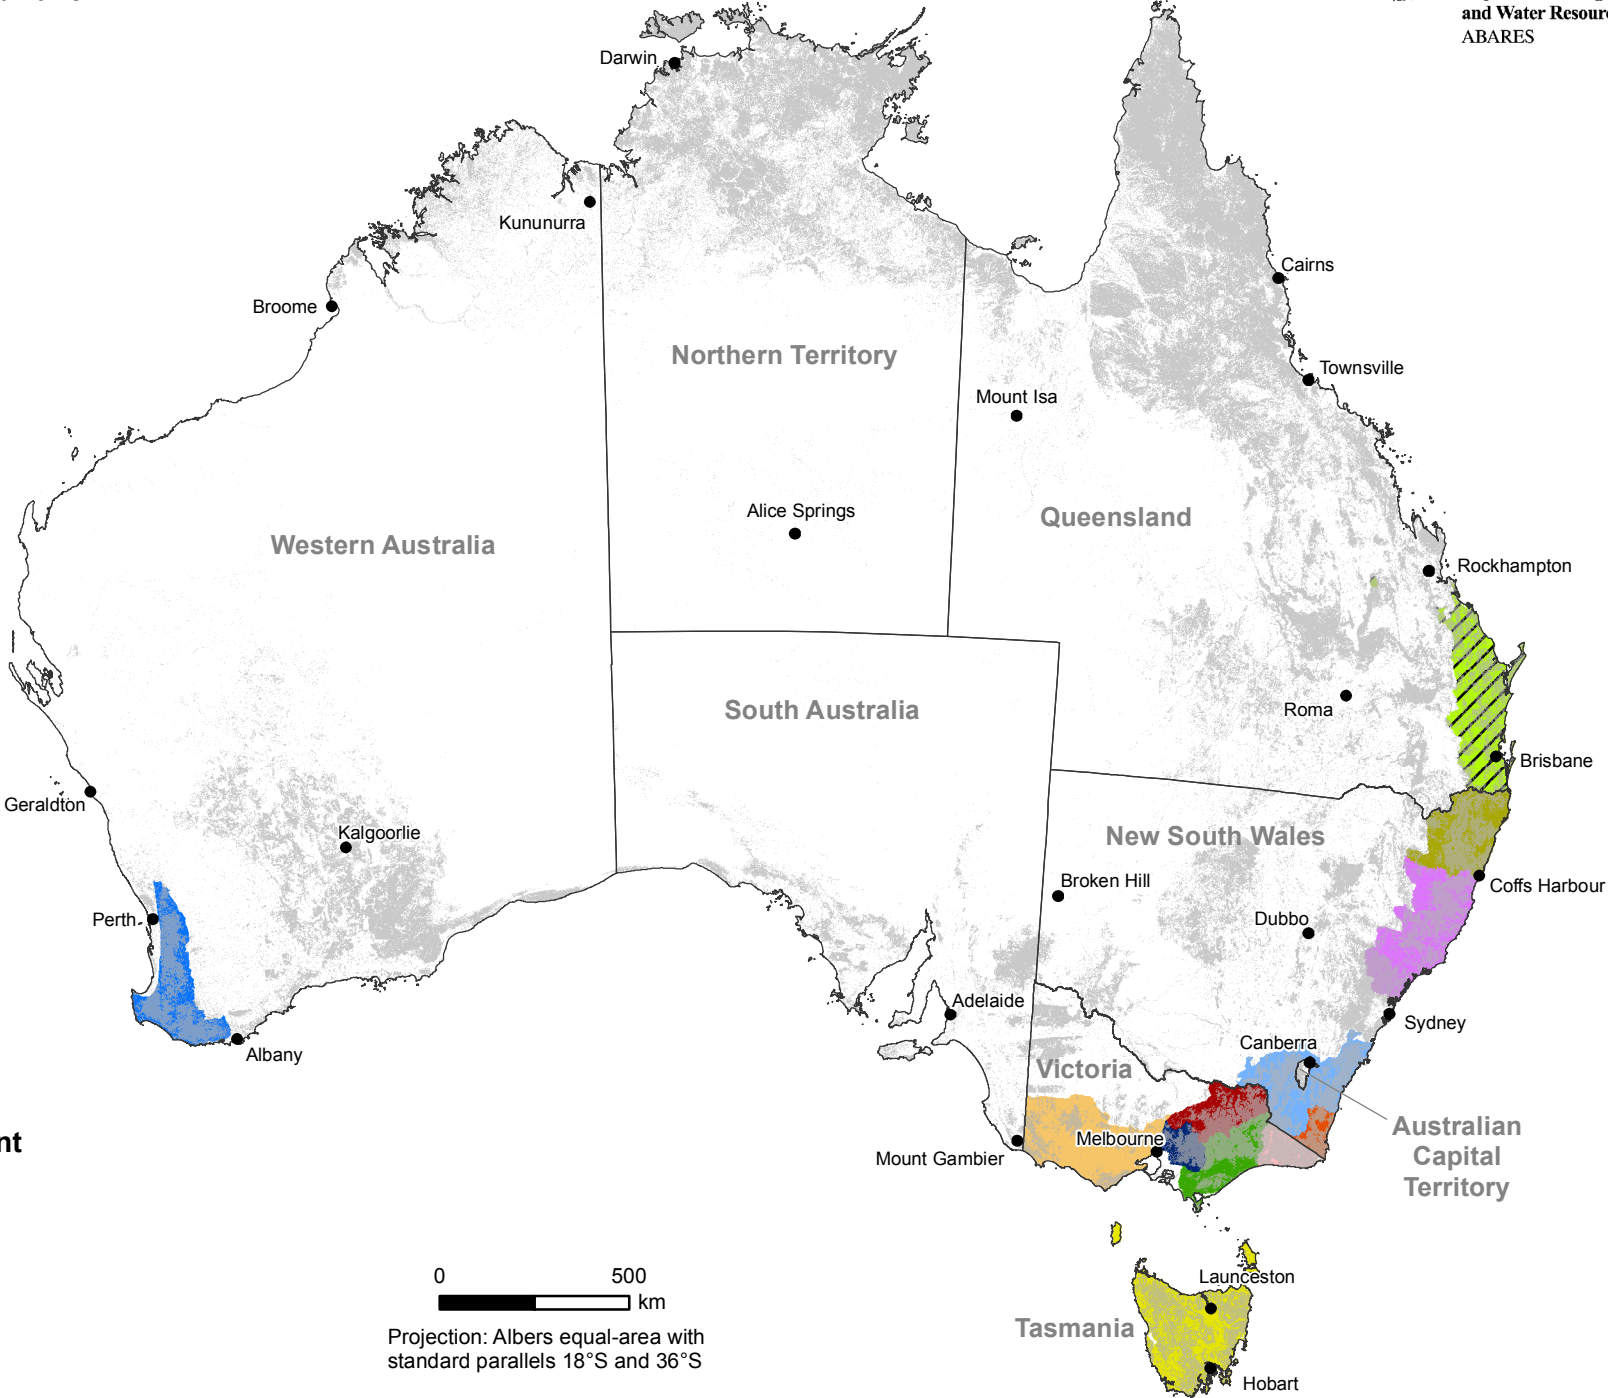 and Water Resour
ABARES
Darwin
Kununurra
Cairns
Broome
Northern Territory
Townsville
Mount Isa
Alice Springs
Queensland
Western Australia
Rockhampton
South Australia
Roma
Brisbane
Geraldton
Kalgoorlie
New South Wales
Broken Hill
Coffs Harbour
Perth
Dubbo
Adelaide
Sydney
Canberra
Albany
Victoria
nt
Melbourne
Mount Gambier
Australian
Capital
Territory
0 500
km
Launceston
Projection: Albers equal-area with
standard parallels 18°S and 36°S
Tasmania
Hobart